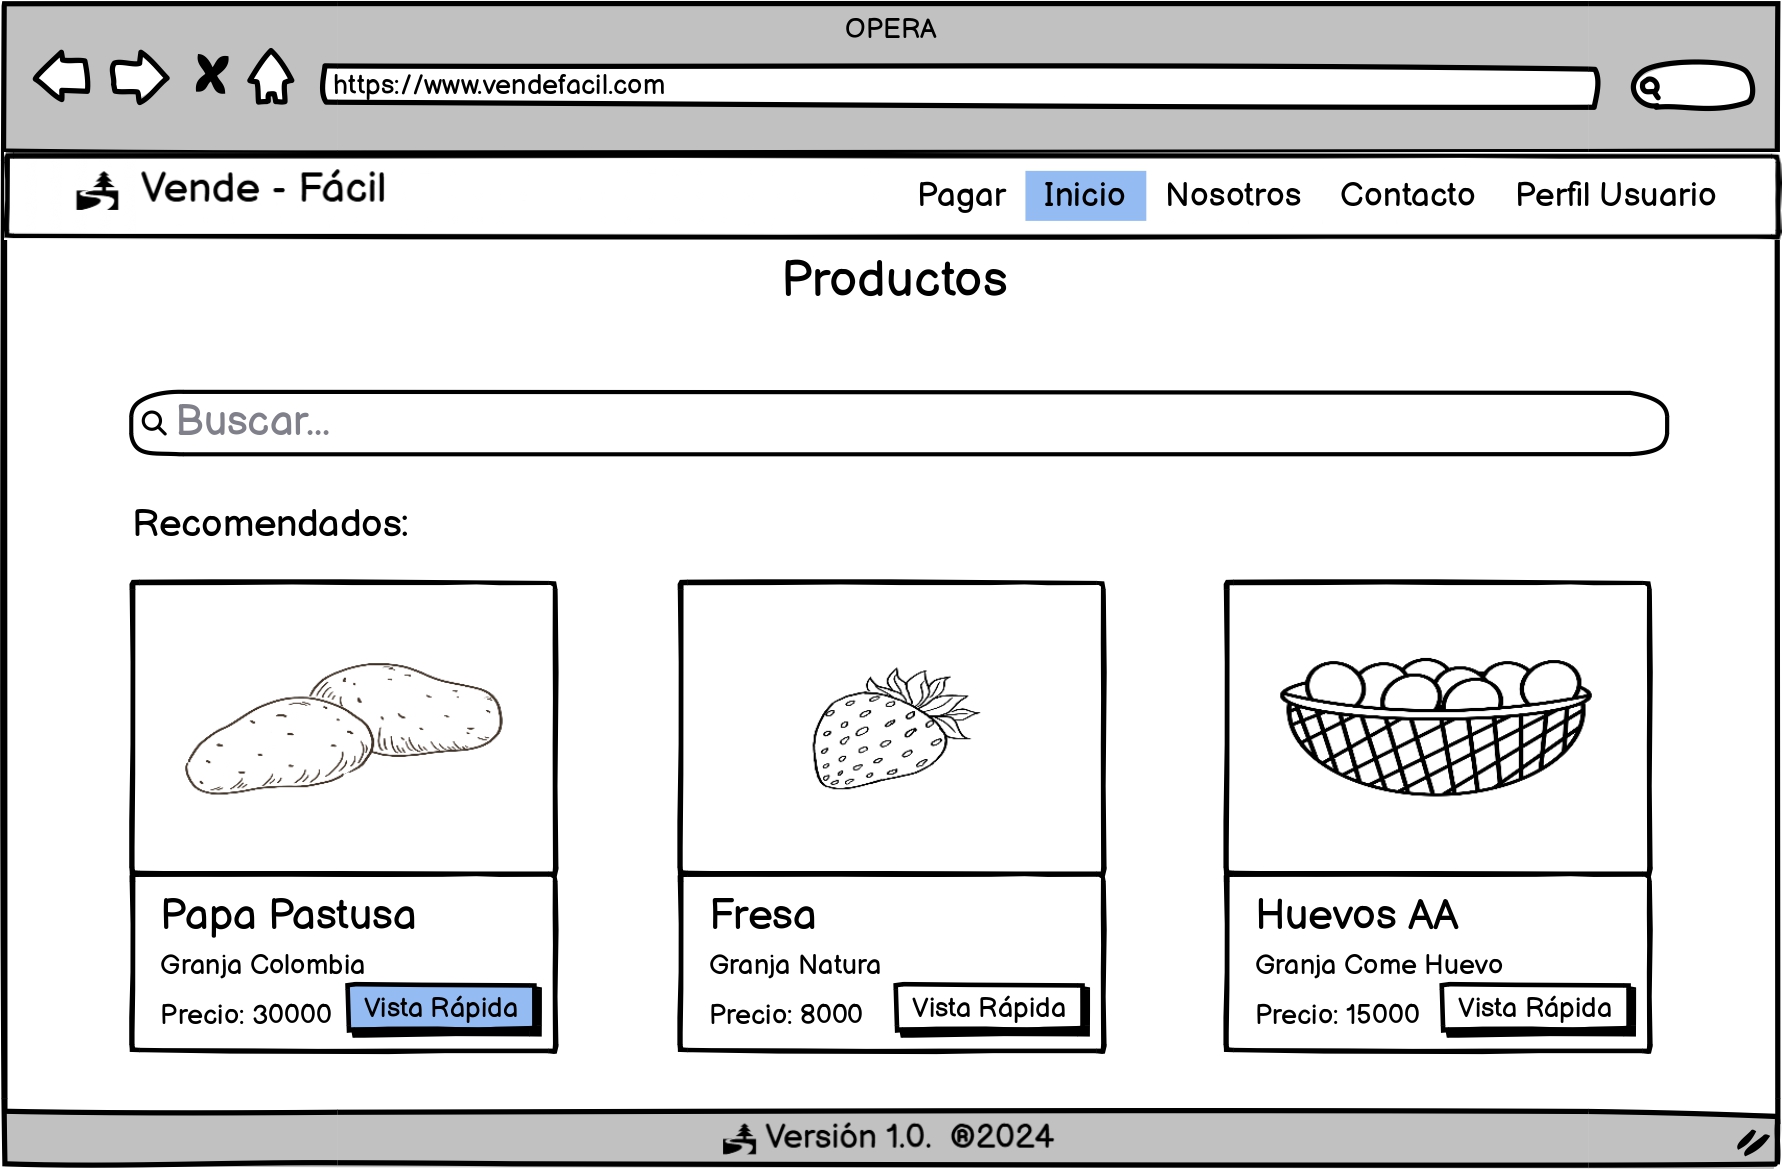 OPERA
https://www.vendefacil.com
Vende - Fácil
Pagar Inicio Nosotros Contacto Perfil Usuario
Productos
Buscar...
Recomendados:
Papa Pastusa
Granja Colombia
Precio: 30000 Vista Rápida
Fresa
Granja Natura
Precio: 8000 Vista Rápida
Huevos AA
Granja Come Huevo
Precio: 15000 Vista Rápida
Versión 1.0. ®2024